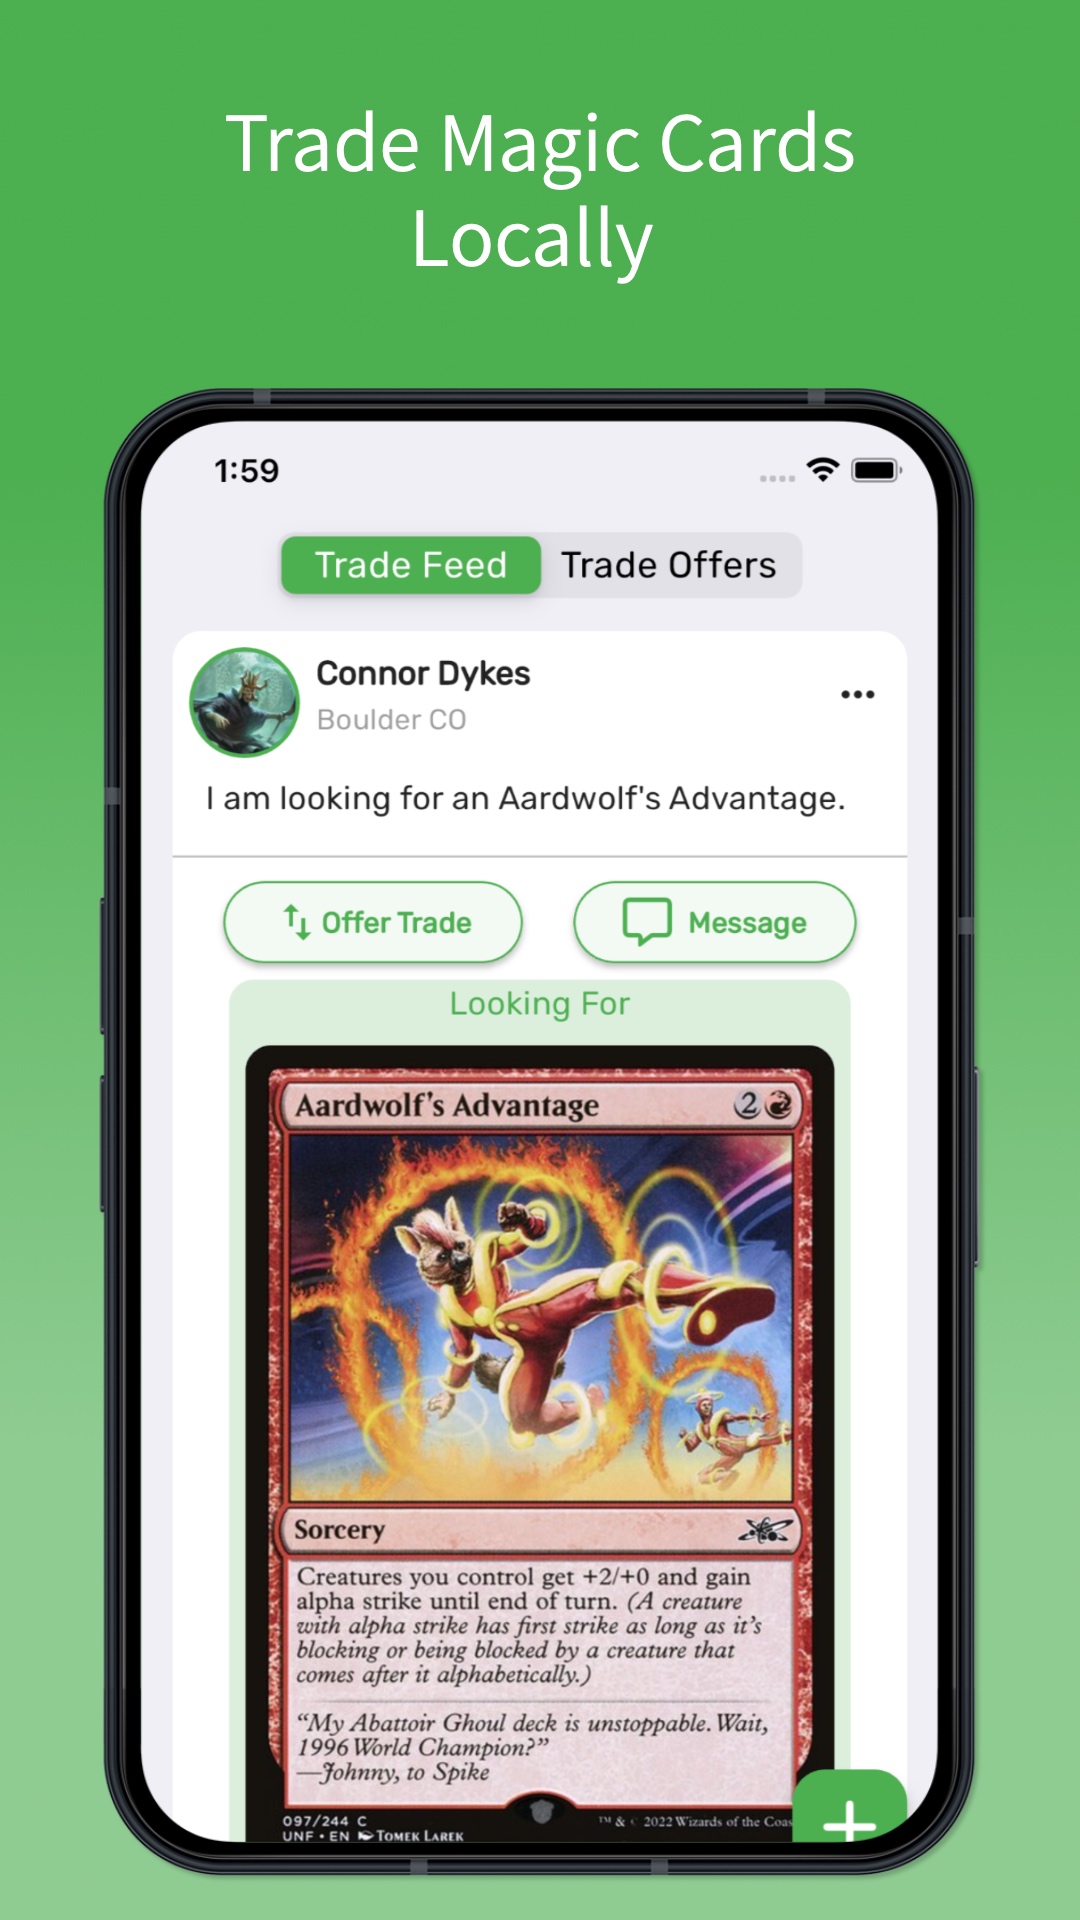 Trade Magic Cards
Locally
1:59
Trade Feed Trade Offers
Connor Dykes
Boulder CO
I am looking for an Aardwolf's Advantage.
Offer Trade Message
Looking For
Aardwolf's Advantage 2
Sorcery
Creatures you control get +2/+0 and gain
alpha strike until end of turn. (A creature
with alpha strike has first strike as long as it's
blocking or being blocked by a creature that
comes after it alphabetically.)
"My Abattoir Ghoul deck is unstoppable. Wait,
1996 World Champion?"
—Johnny, to Spike
097/244 C ™ & © 2022 Wizards of the Coas
UNF • EN Tomek Larek